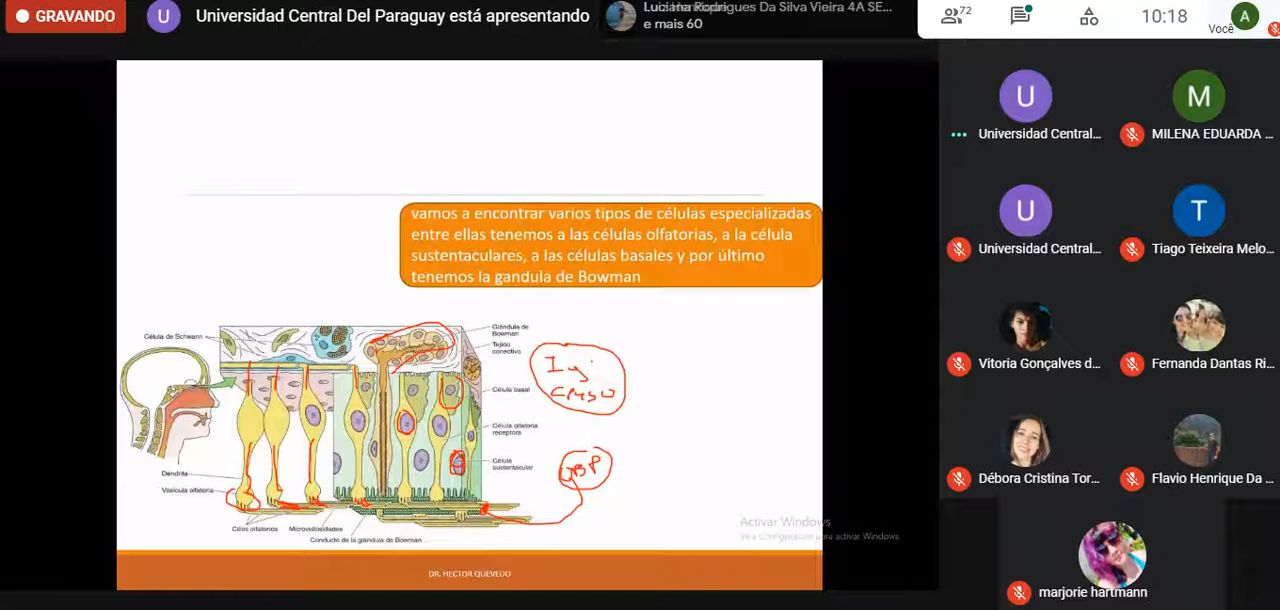 GRAVANDO
U
Universidad Central Del Paraguay está apresentando
e mais 60
72
10:18
Você
A
vamos a encontrar varios tipos de células especializadas
entre ellas tenemos a las células olfatorias, a la célula
sustentaculares, a las células basales y por último
tenemos la gandula de Bowman
Célula de Schwann
Glándula de
Bowman
Tejido
conectivo
Célula basal
Célula olfatoria
receptora
Célula
sustentacular
Dendrita
Vesícula olfatoria
Cilios olfatorios
Microvellosidades
Conducto de la glándula de Bowman
I y
OBP
Activar Windows
DR. HECTOR QUEVEDO
U
Universidad Central...
M
MILENA EDUARDA ...
U
Universidad Central...
T
Tiago Teixeira Melo...
Vitoria Gonçalves d...
Fernanda Dantas Ri...
Débora Cristina Tor...
Flavio Henrique Da ...
marjorie hartmann